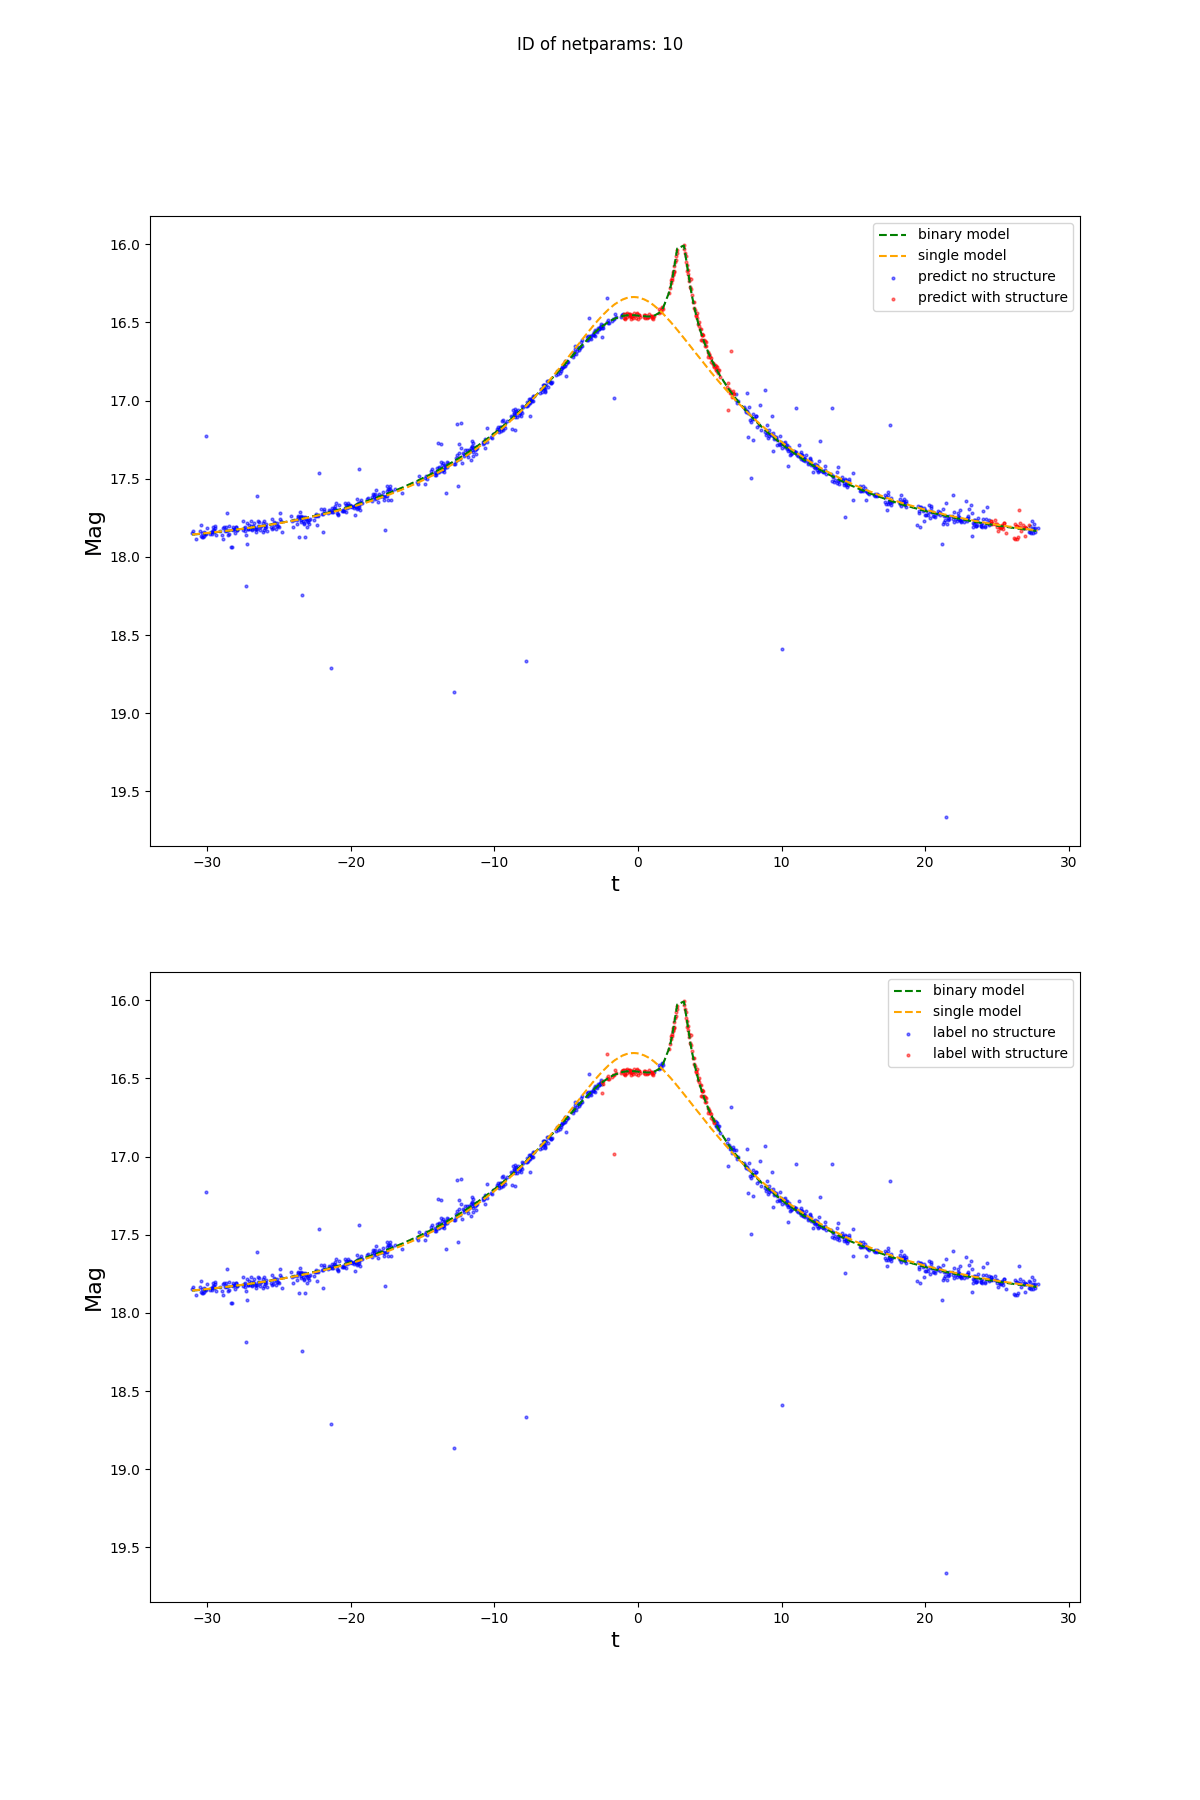 ID of netparams: 10
binary model
single model
predict no structure
predict with structure
16.0
16.5
17.0
17.5
18.0
18.5
19.0
19.5
Mag
−30
−20
−10
0
10
20
30
t
binary model
single model
label no structure
label with structure
16.0
16.5
17.0
17.5
18.0
18.5
19.0
19.5
Mag
−30
−20
−10
0
10
20
30
t